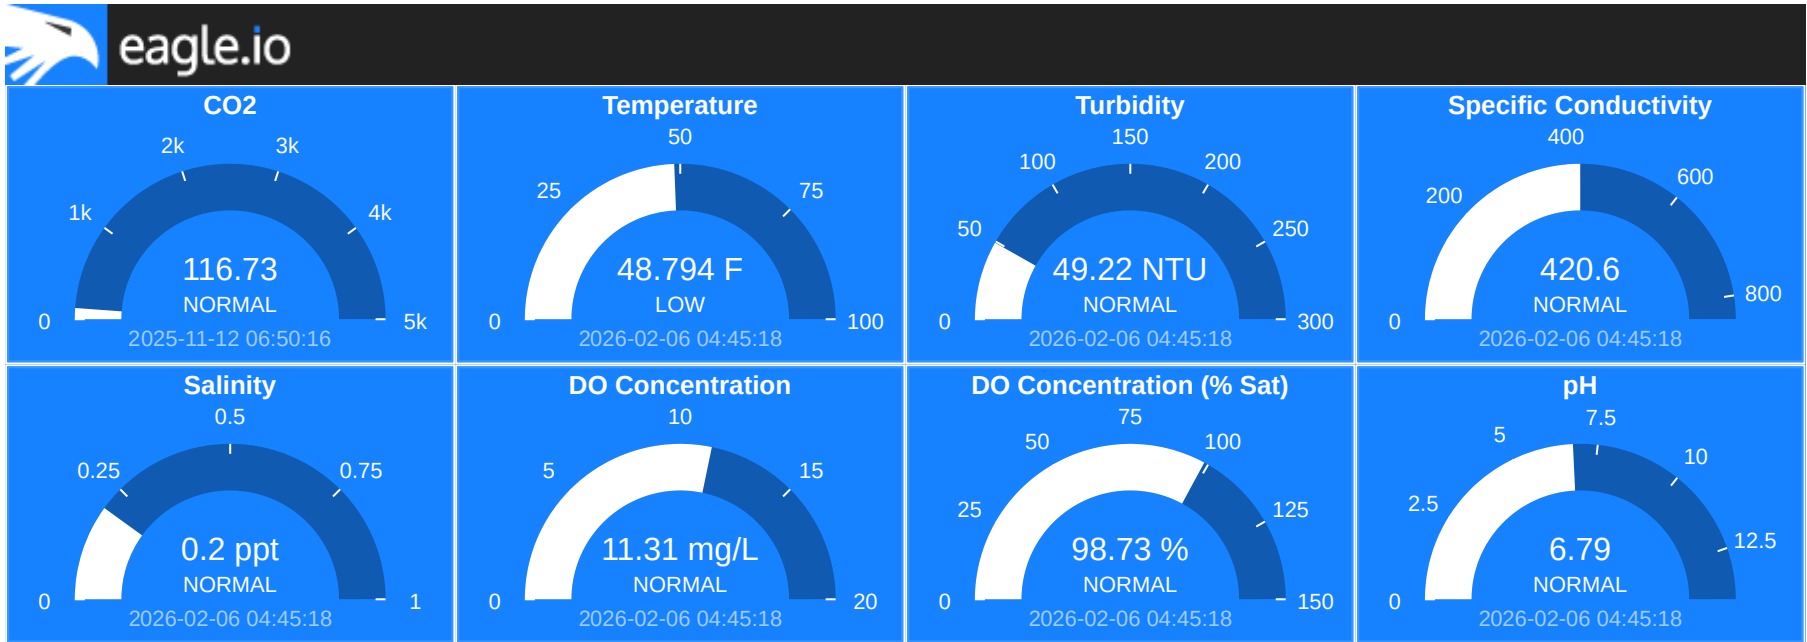 eagle.io
CO2
2k
3k
1k
4k
116.73
NORMAL
0
5k
2025-11-12 06:50:16
Temperature
50
25
75
48.794 F
LOW
0
100
2026-02-06 04:45:18
Turbidity
150
100
200
50
250
49.22 NTU
NORMAL
0
300
2026-02-06 04:45:18
Specific Conductivity
400
600
200
420.6
800
NORMAL
0
2026-02-06 04:45:18
Salinity
0.5
0.25
0.75
0.2 ppt
NORMAL
0
1
2026-02-06 04:45:18
DO Concentration
10
5
15
11.31 mg/L
NORMAL
0
20
2026-02-06 04:45:18
DO Concentration (% Sat)
75
50
100
25
125
98.73 %
NORMAL
0
150
2026-02-06 04:45:18
pH
7.5
5
10
2.5
12.5
6.79
NORMAL
0
2026-02-06 04:45:18